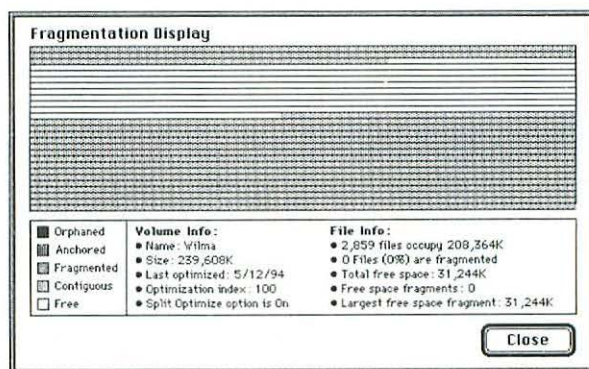 Fragmentation Display
Orphaned
Anchored
Fragmented
Contiguous
Free
Volume Info:
● Name: Wilma
● Size: 239,608K
● Last optimized: 5/12/94
● Optimization index: 100
● Split Optimize option is On
File Info:
● 2,859 files occupy 208,364K
● 0 Files (0%) are fragmented
● Total free space: 31,244K
● Free space fragments: 0
● Largest free space fragment: 31,244K
Close